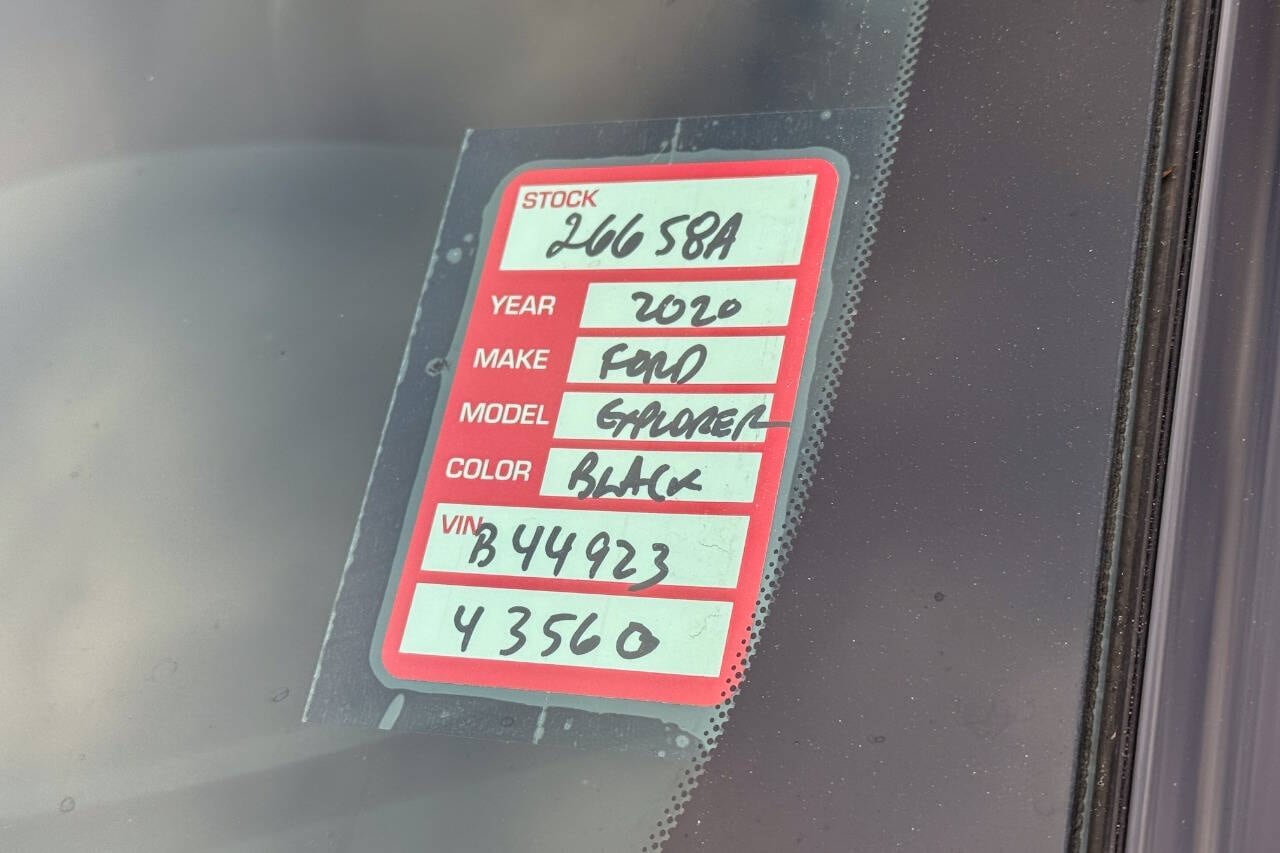 STOCK
26658A
YEAR 2020
MAKE FORD
MODEL EXPLORER
COLOR BLACK
VIN B44923
43560